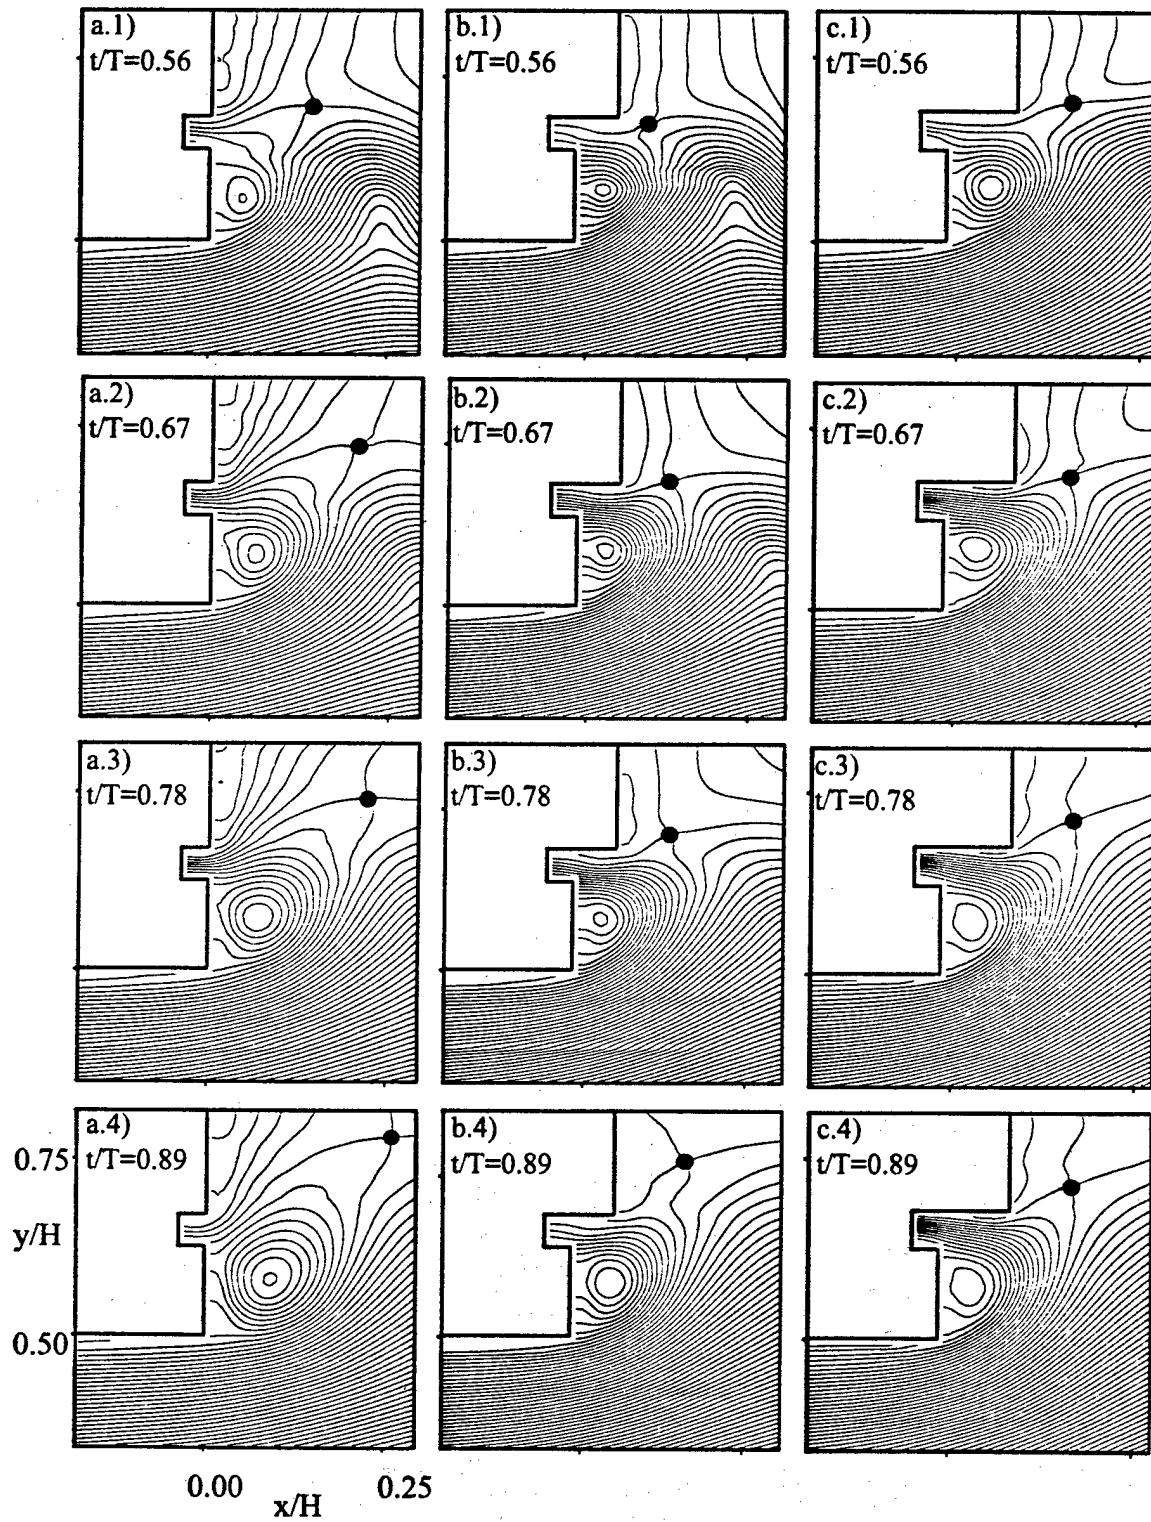 a.1)
t/T=0.56
b.1)
t/T=0.56
c.1)
t/T=0.56
a.2)
t/T=0.67
b.2)
t/T=0.67
c.2)
t/T=0.67
a.3)
t/T=0.78
b.3)
t/T=0.78
c.3)
t/T=0.78
a.4)
t/T=0.89
b.4)
t/T=0.89
c.4)
t/T=0.89
0.75
y/H
0.50
0.00
0.25
x/H